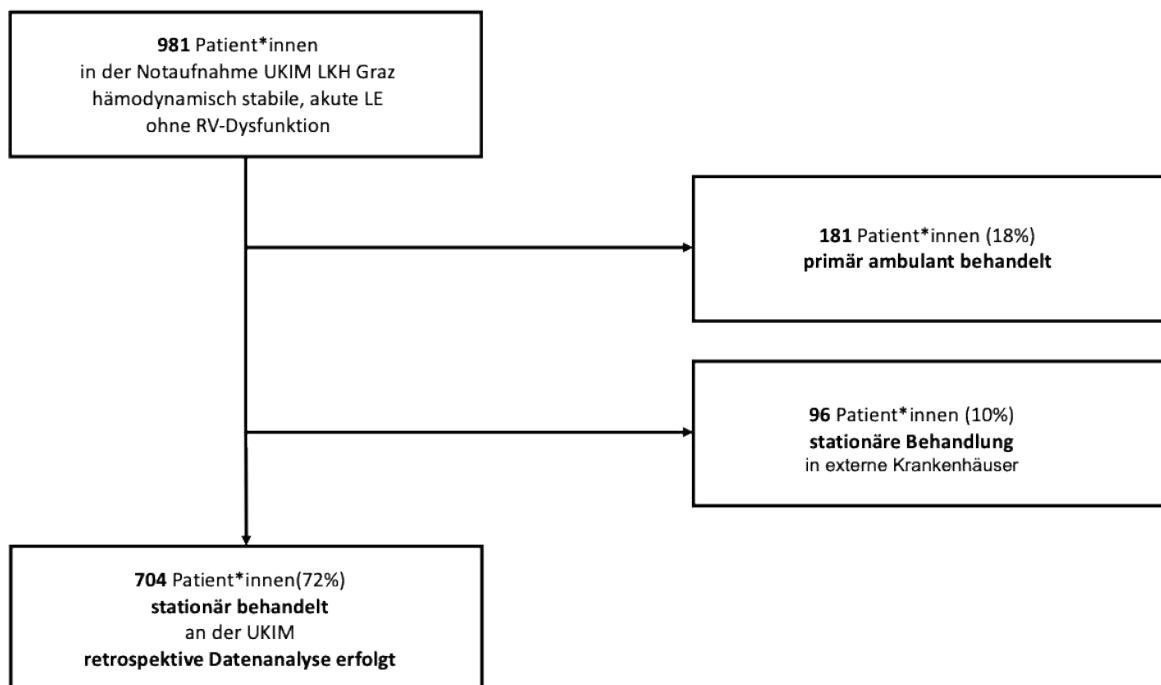 981 Patient*innen
in der Notaufnahme UKIM LKH Graz
hämodynamisch stabile, akute LE
ohne RV-Dysfunktion
181 Patient*innen (18%)
primär ambulant behandelt
96 Patient*innen (10%)
stationäre Behandlung
in externe Krankenhäuser
704 Patient*innen(72%)
stationär behandelt
an der UKIM
retrospektive Datenanalyse erfolgt